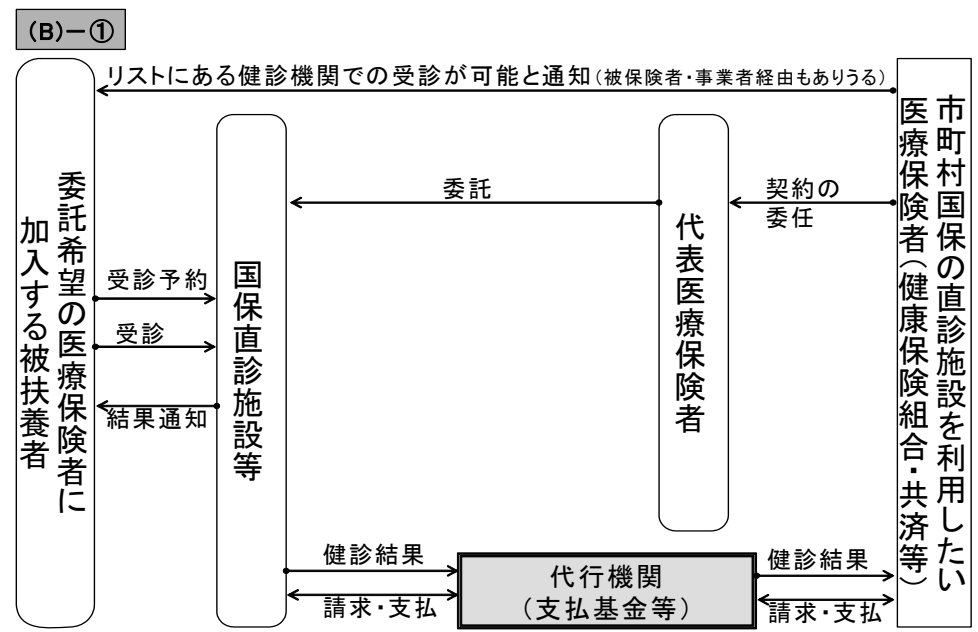 (B)-①
リストにある健診機関での受診が可能と通知(被保険者・事業者経由もありうる)
委託希望の医療保険者に
加入する被扶養者
国保直診施設等
代表医療保険者
市町村国保の直診施設を利用したい
医療保険者(健康保険組合・共済等)
委託
契約の
委任
受診予約
受診
結果通知
健診結果
請求・支払
代行機関
(支払基金等)
健診結果
請求・支払